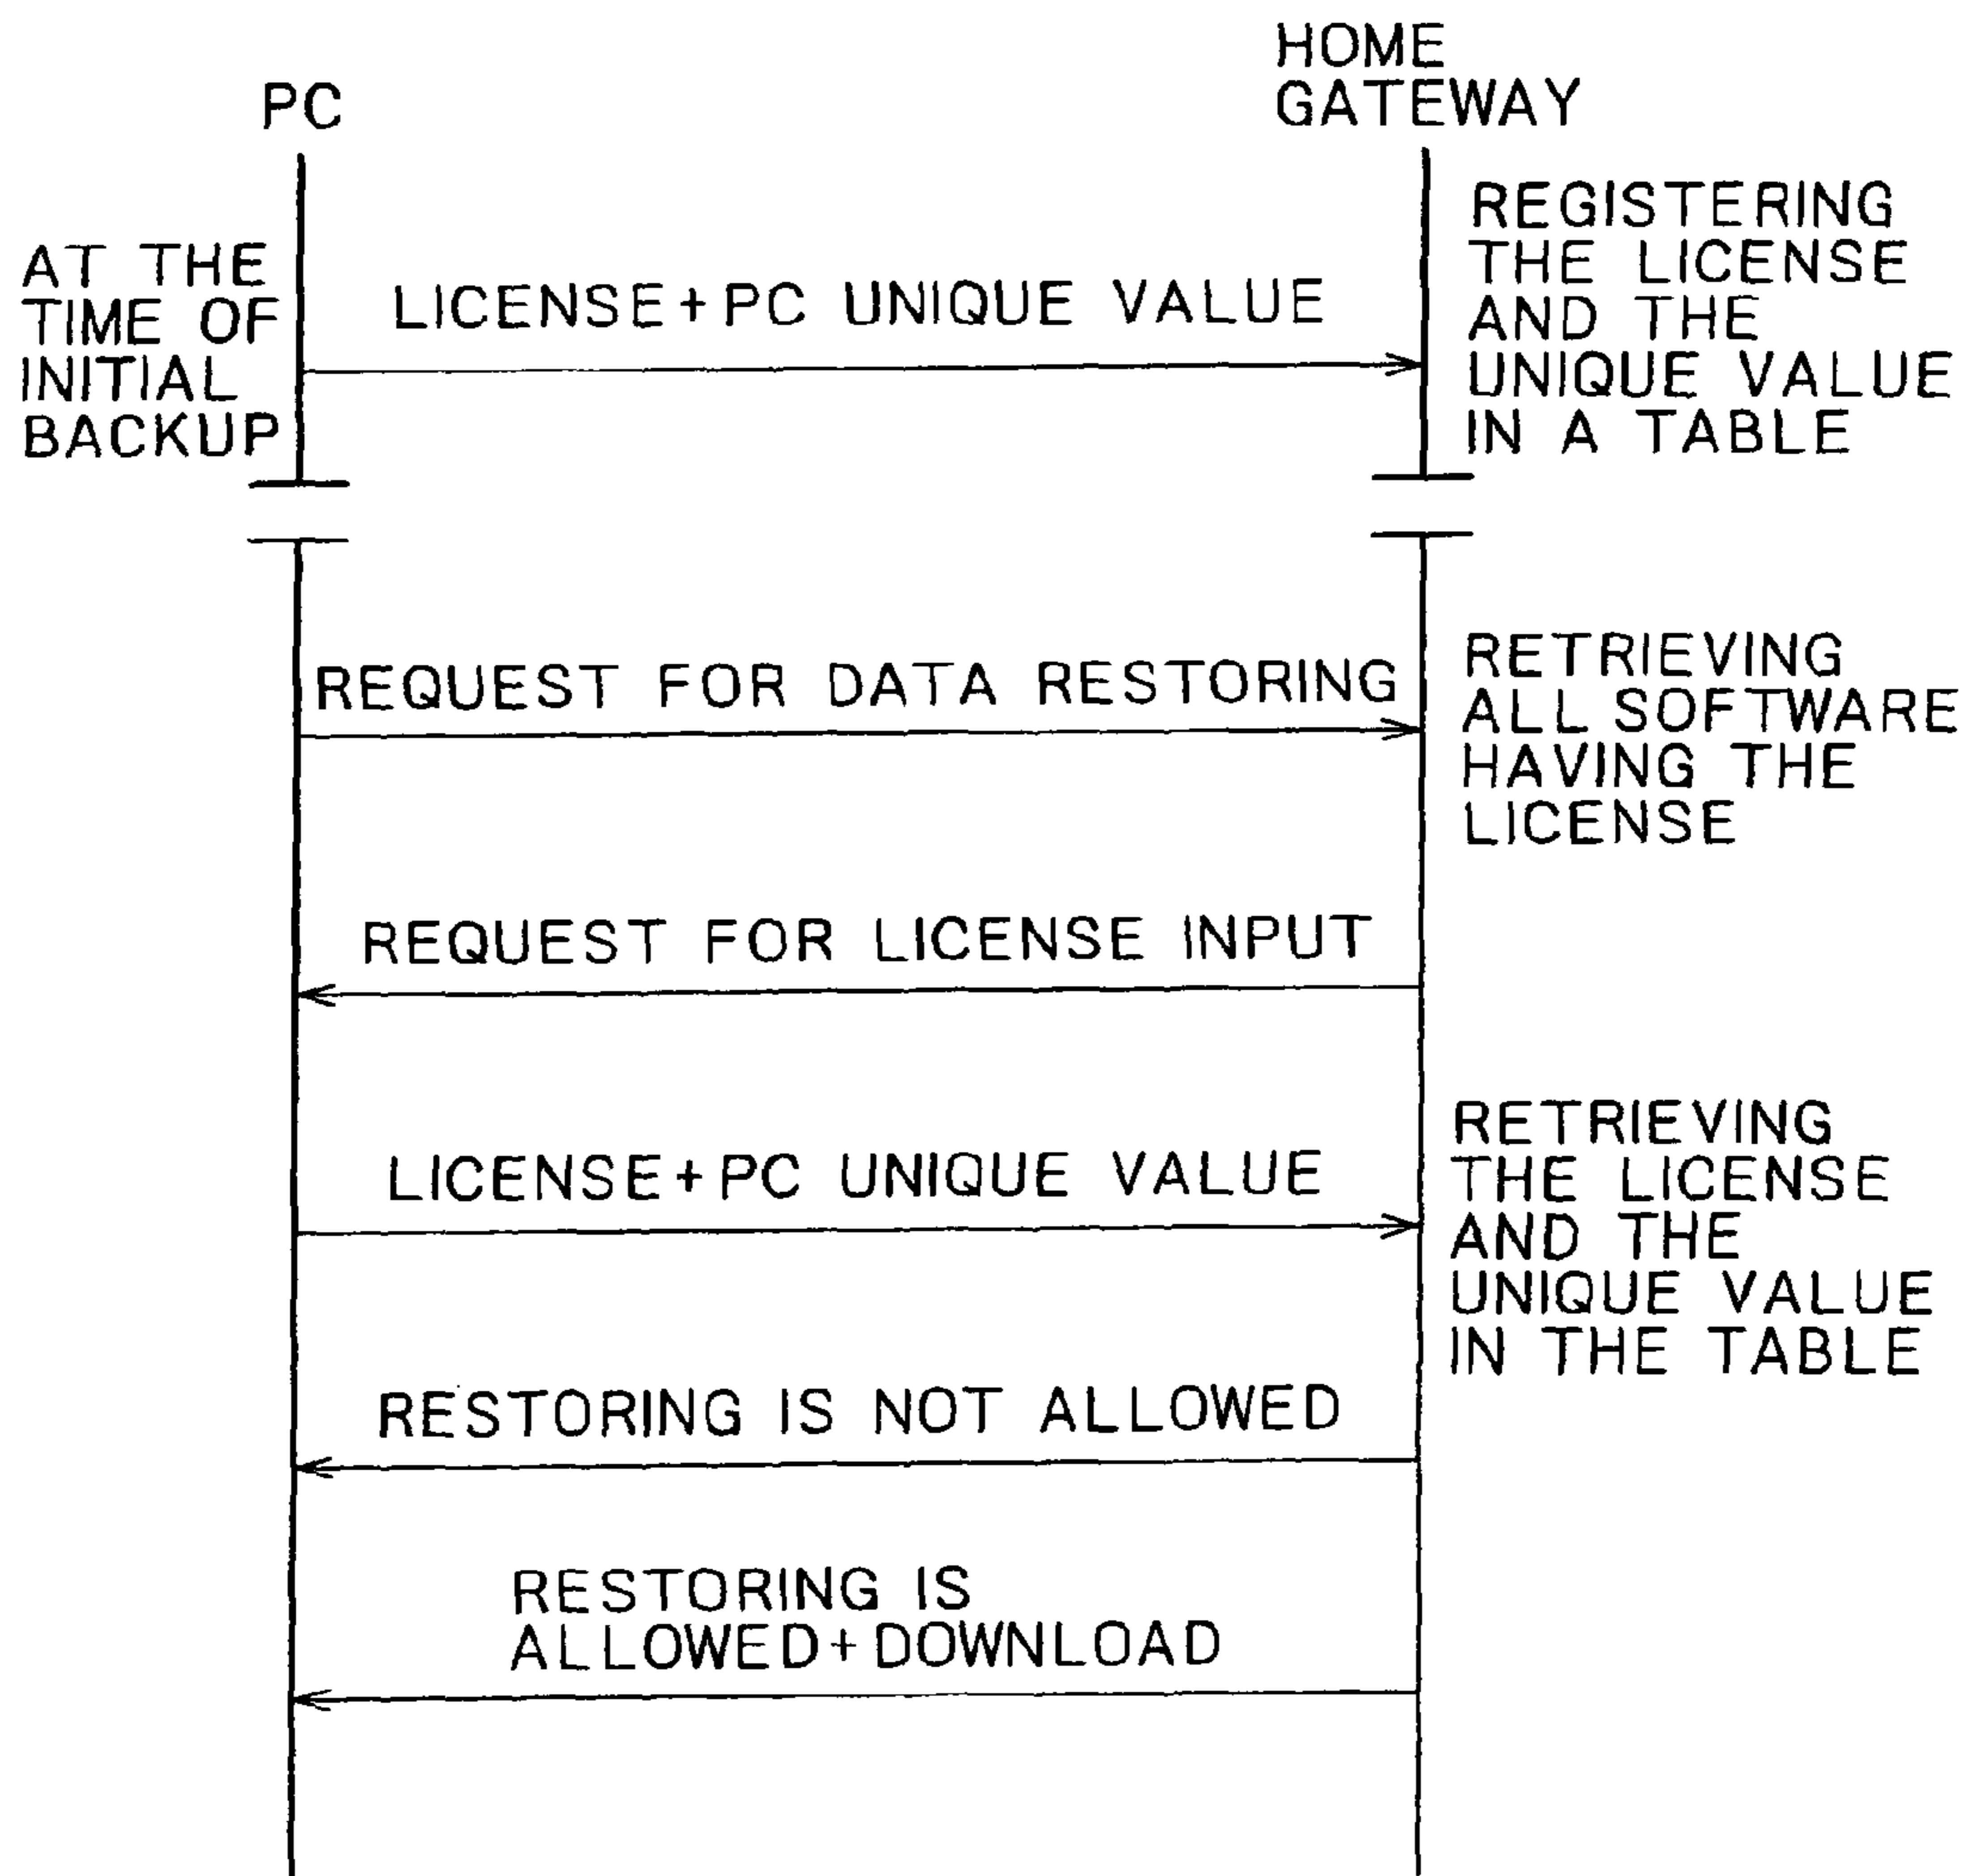 HOME
GATEWAY
PC
REGISTERING
THE LICENSE
AND THE
UNIQUE VALUE
IN A TABLE
AT THE
TIME OF
INITIAL
BACKUP
LICENSE+PC UNIQUE VALUE
REQUEST FOR DATA RESTORING
RETRIEVING
ALL SOFTWARE
HAVING THE
LICENSE
REQUEST FOR LICENSE INPUT
LICENSE+PC UNIQUE VALUE
RETRIEVING
THE LICENSE
AND THE
UNIQUE VALUE
IN THE TABLE
RESTORING IS NOT ALLOWED
RESTORING IS
ALLOWED+DOWNLOAD